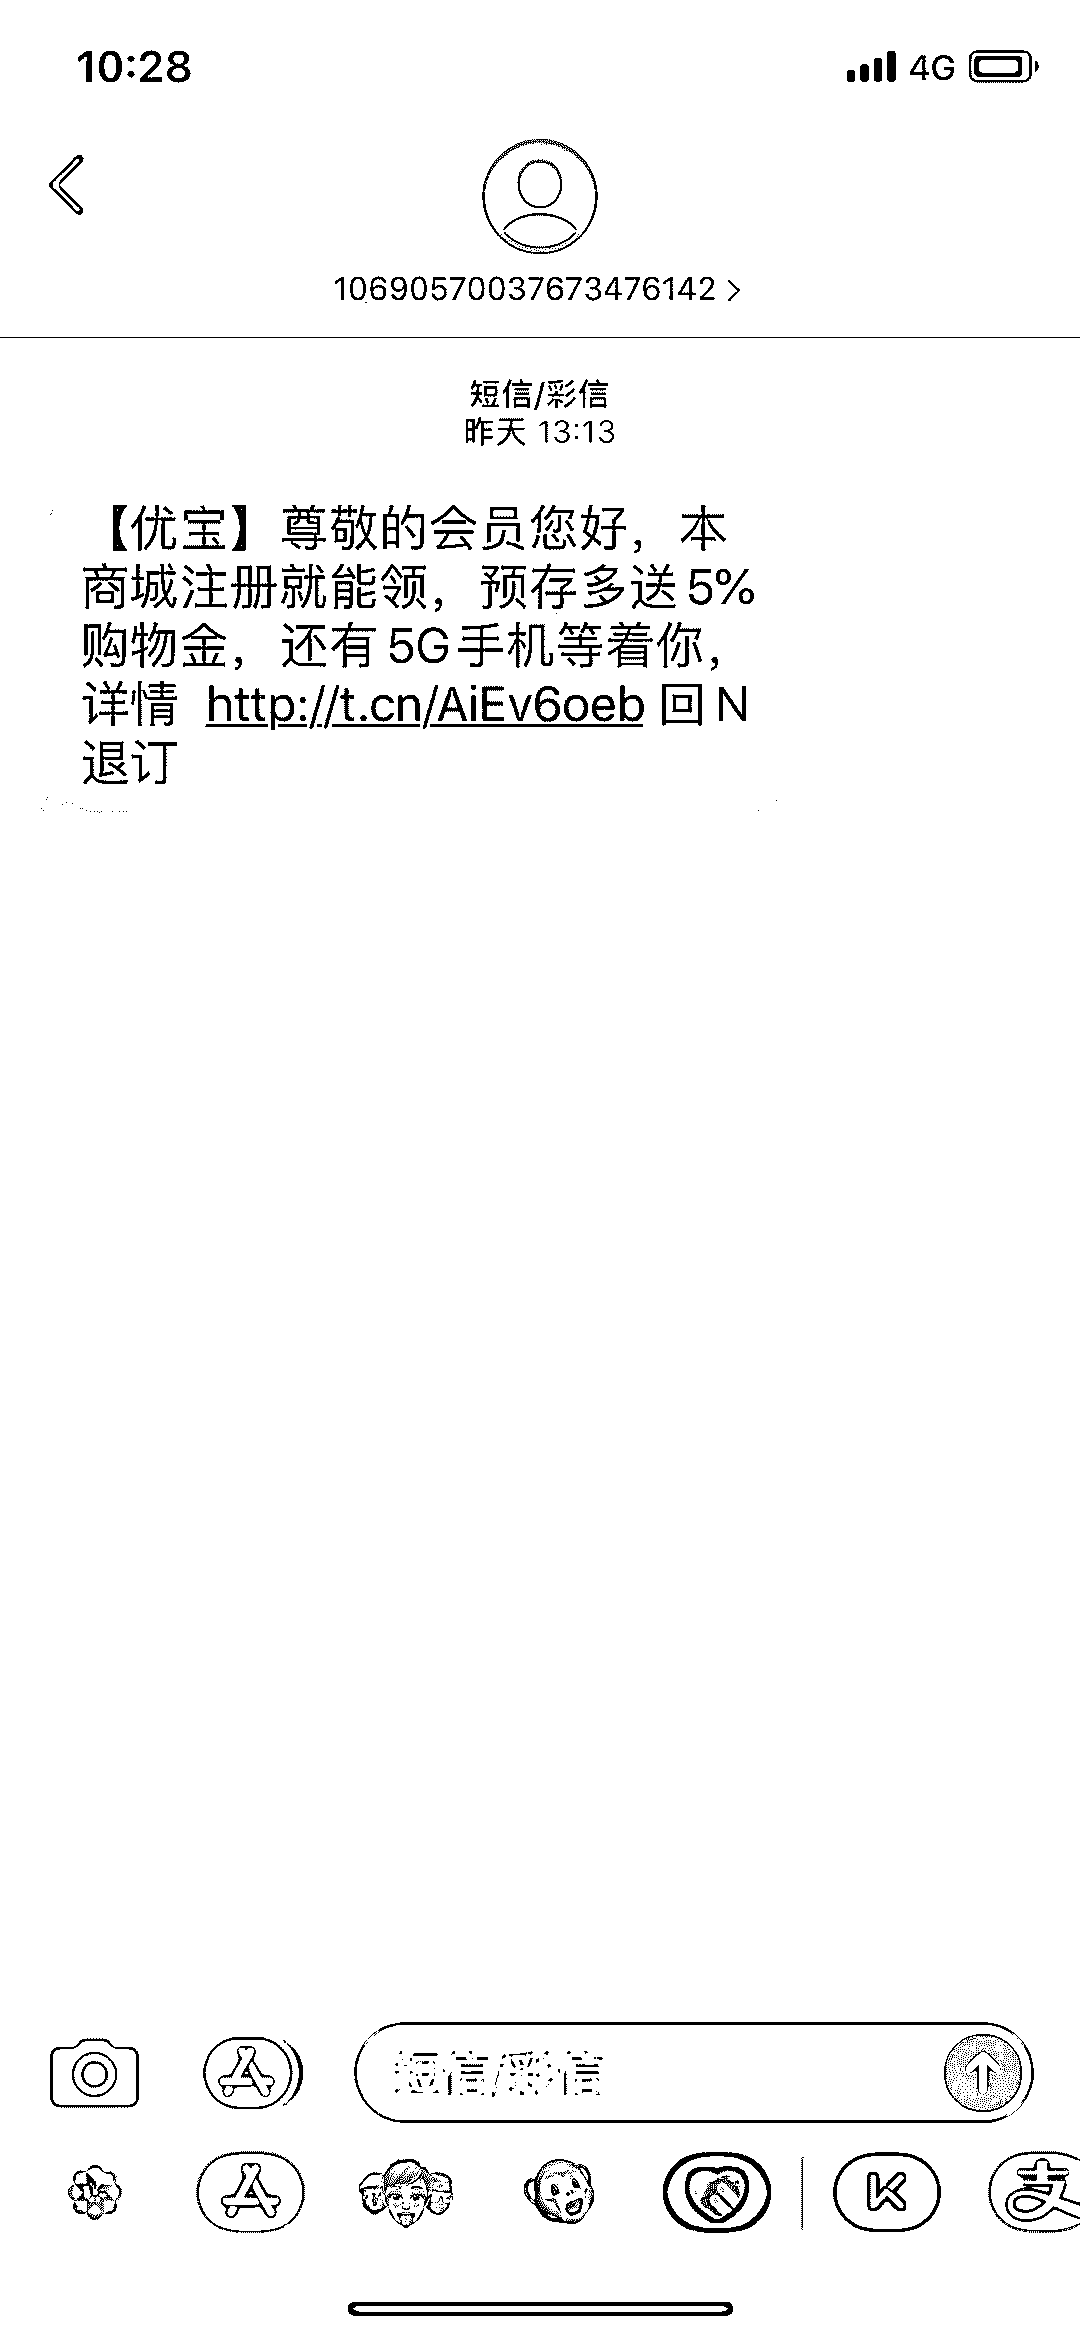 10:28 4G
10690570037673476142 >
短信/彩信
昨天 13:13
【优宝】尊敬的会员您好，本
商城注册就能领，预存多送5%
购物金，还有5G手机等着你，
详情 http://t.cn/AiEv6oeb 回N
退订
短信/彩信
K 支